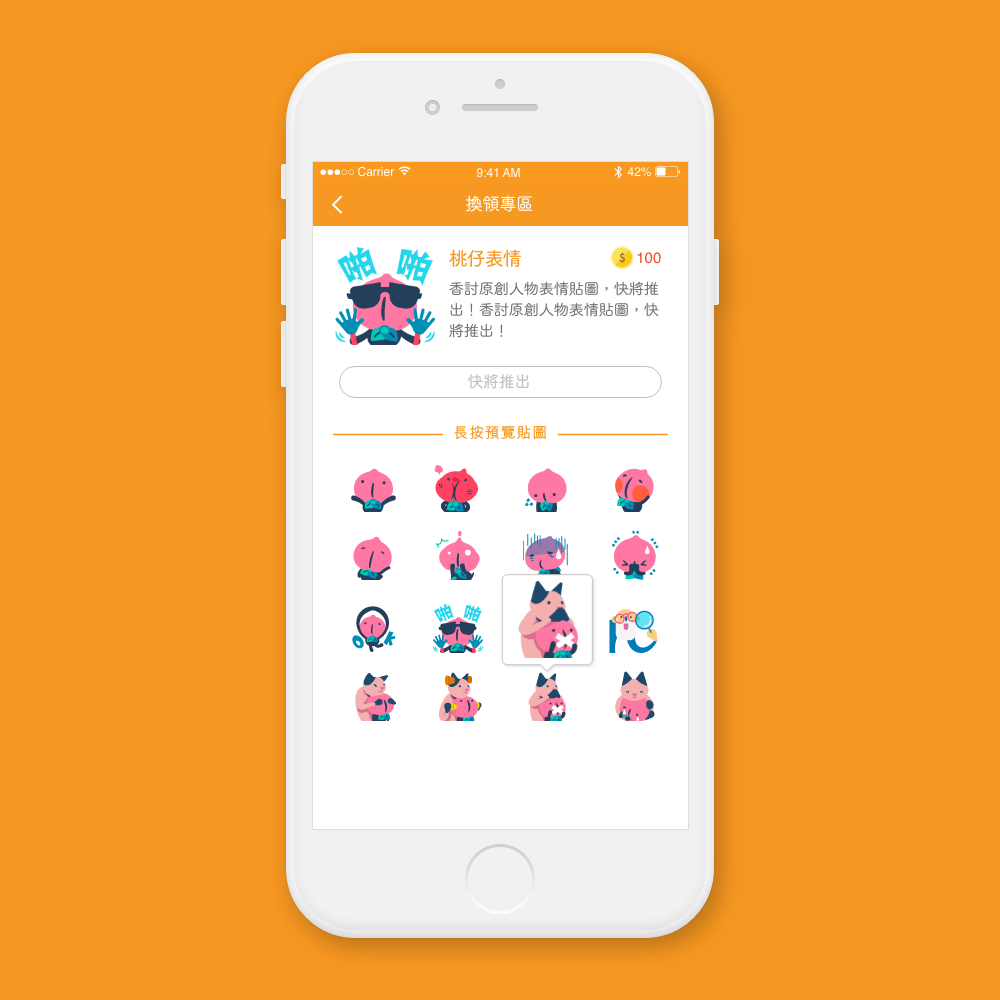 Carrier 9:41 AM 42%
換領專區
啪 啪
桃仔表情 $ 100
香討原創人物表情貼圖，快將推
出！香討原創人物表情貼圖，快
將推出！
快將推出
長按預覽貼圖
OK
啪 啪